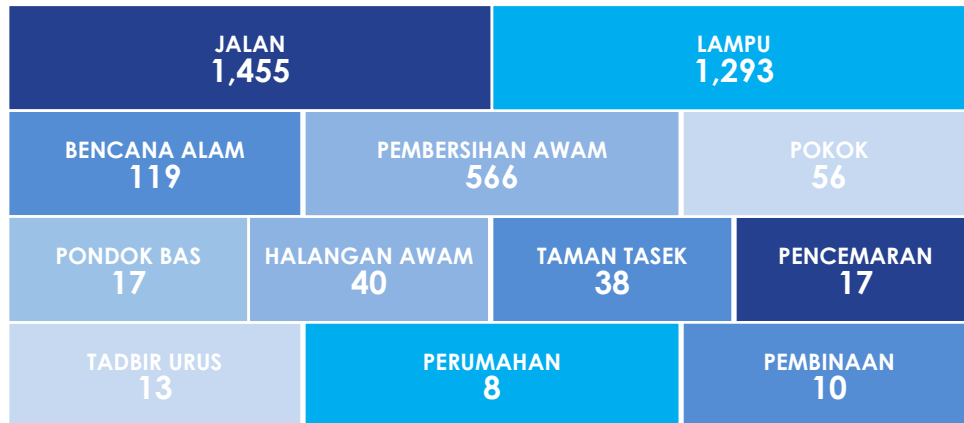 JALAN
1,455
LAMPU
1,293
BENCANA ALAM
119
PEMBERSIHAN AWAM
566
POKOK
56
PONDOK BAS
17
HALANGAN AWAM
40
TAMAN TASEK
38
PENCEMARAN
17
TADBIR URUS
13
PERUMAHAN
8
PEMBINAAN
10